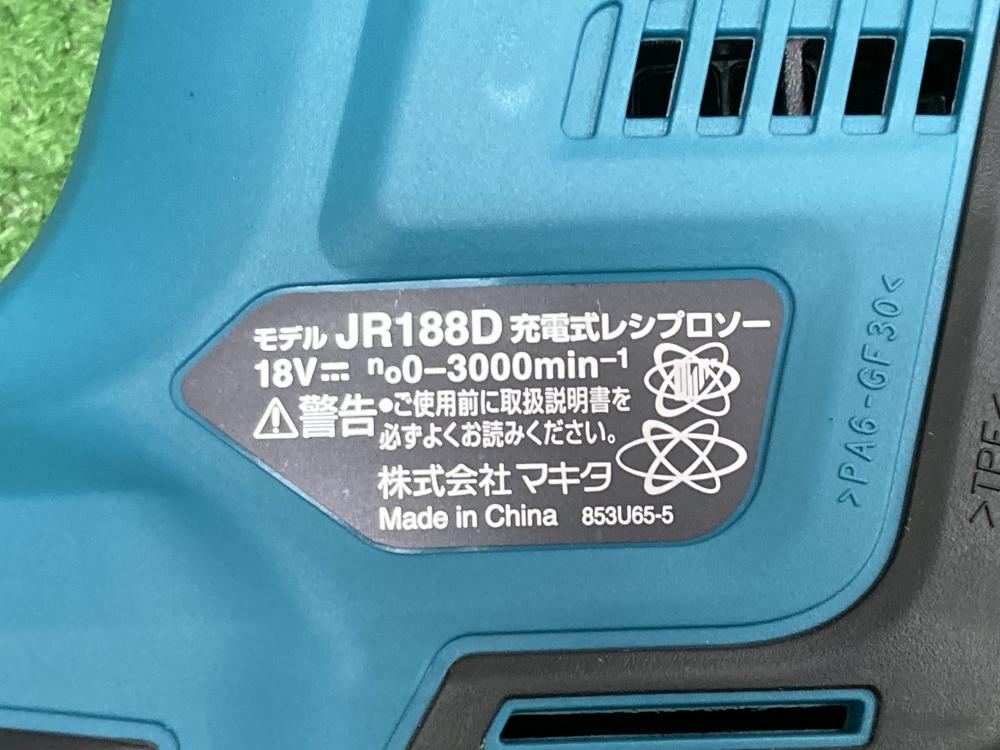 モデル JR188D 充電式レシプロソー
18V⎓ no0-3000min-1
⚠警告 ●ご使用前に取扱説明書を
必ずよくお読みください。
株式会社 マキタ
Made in China 853U65-5
>PA6-GF30<
>TPE<